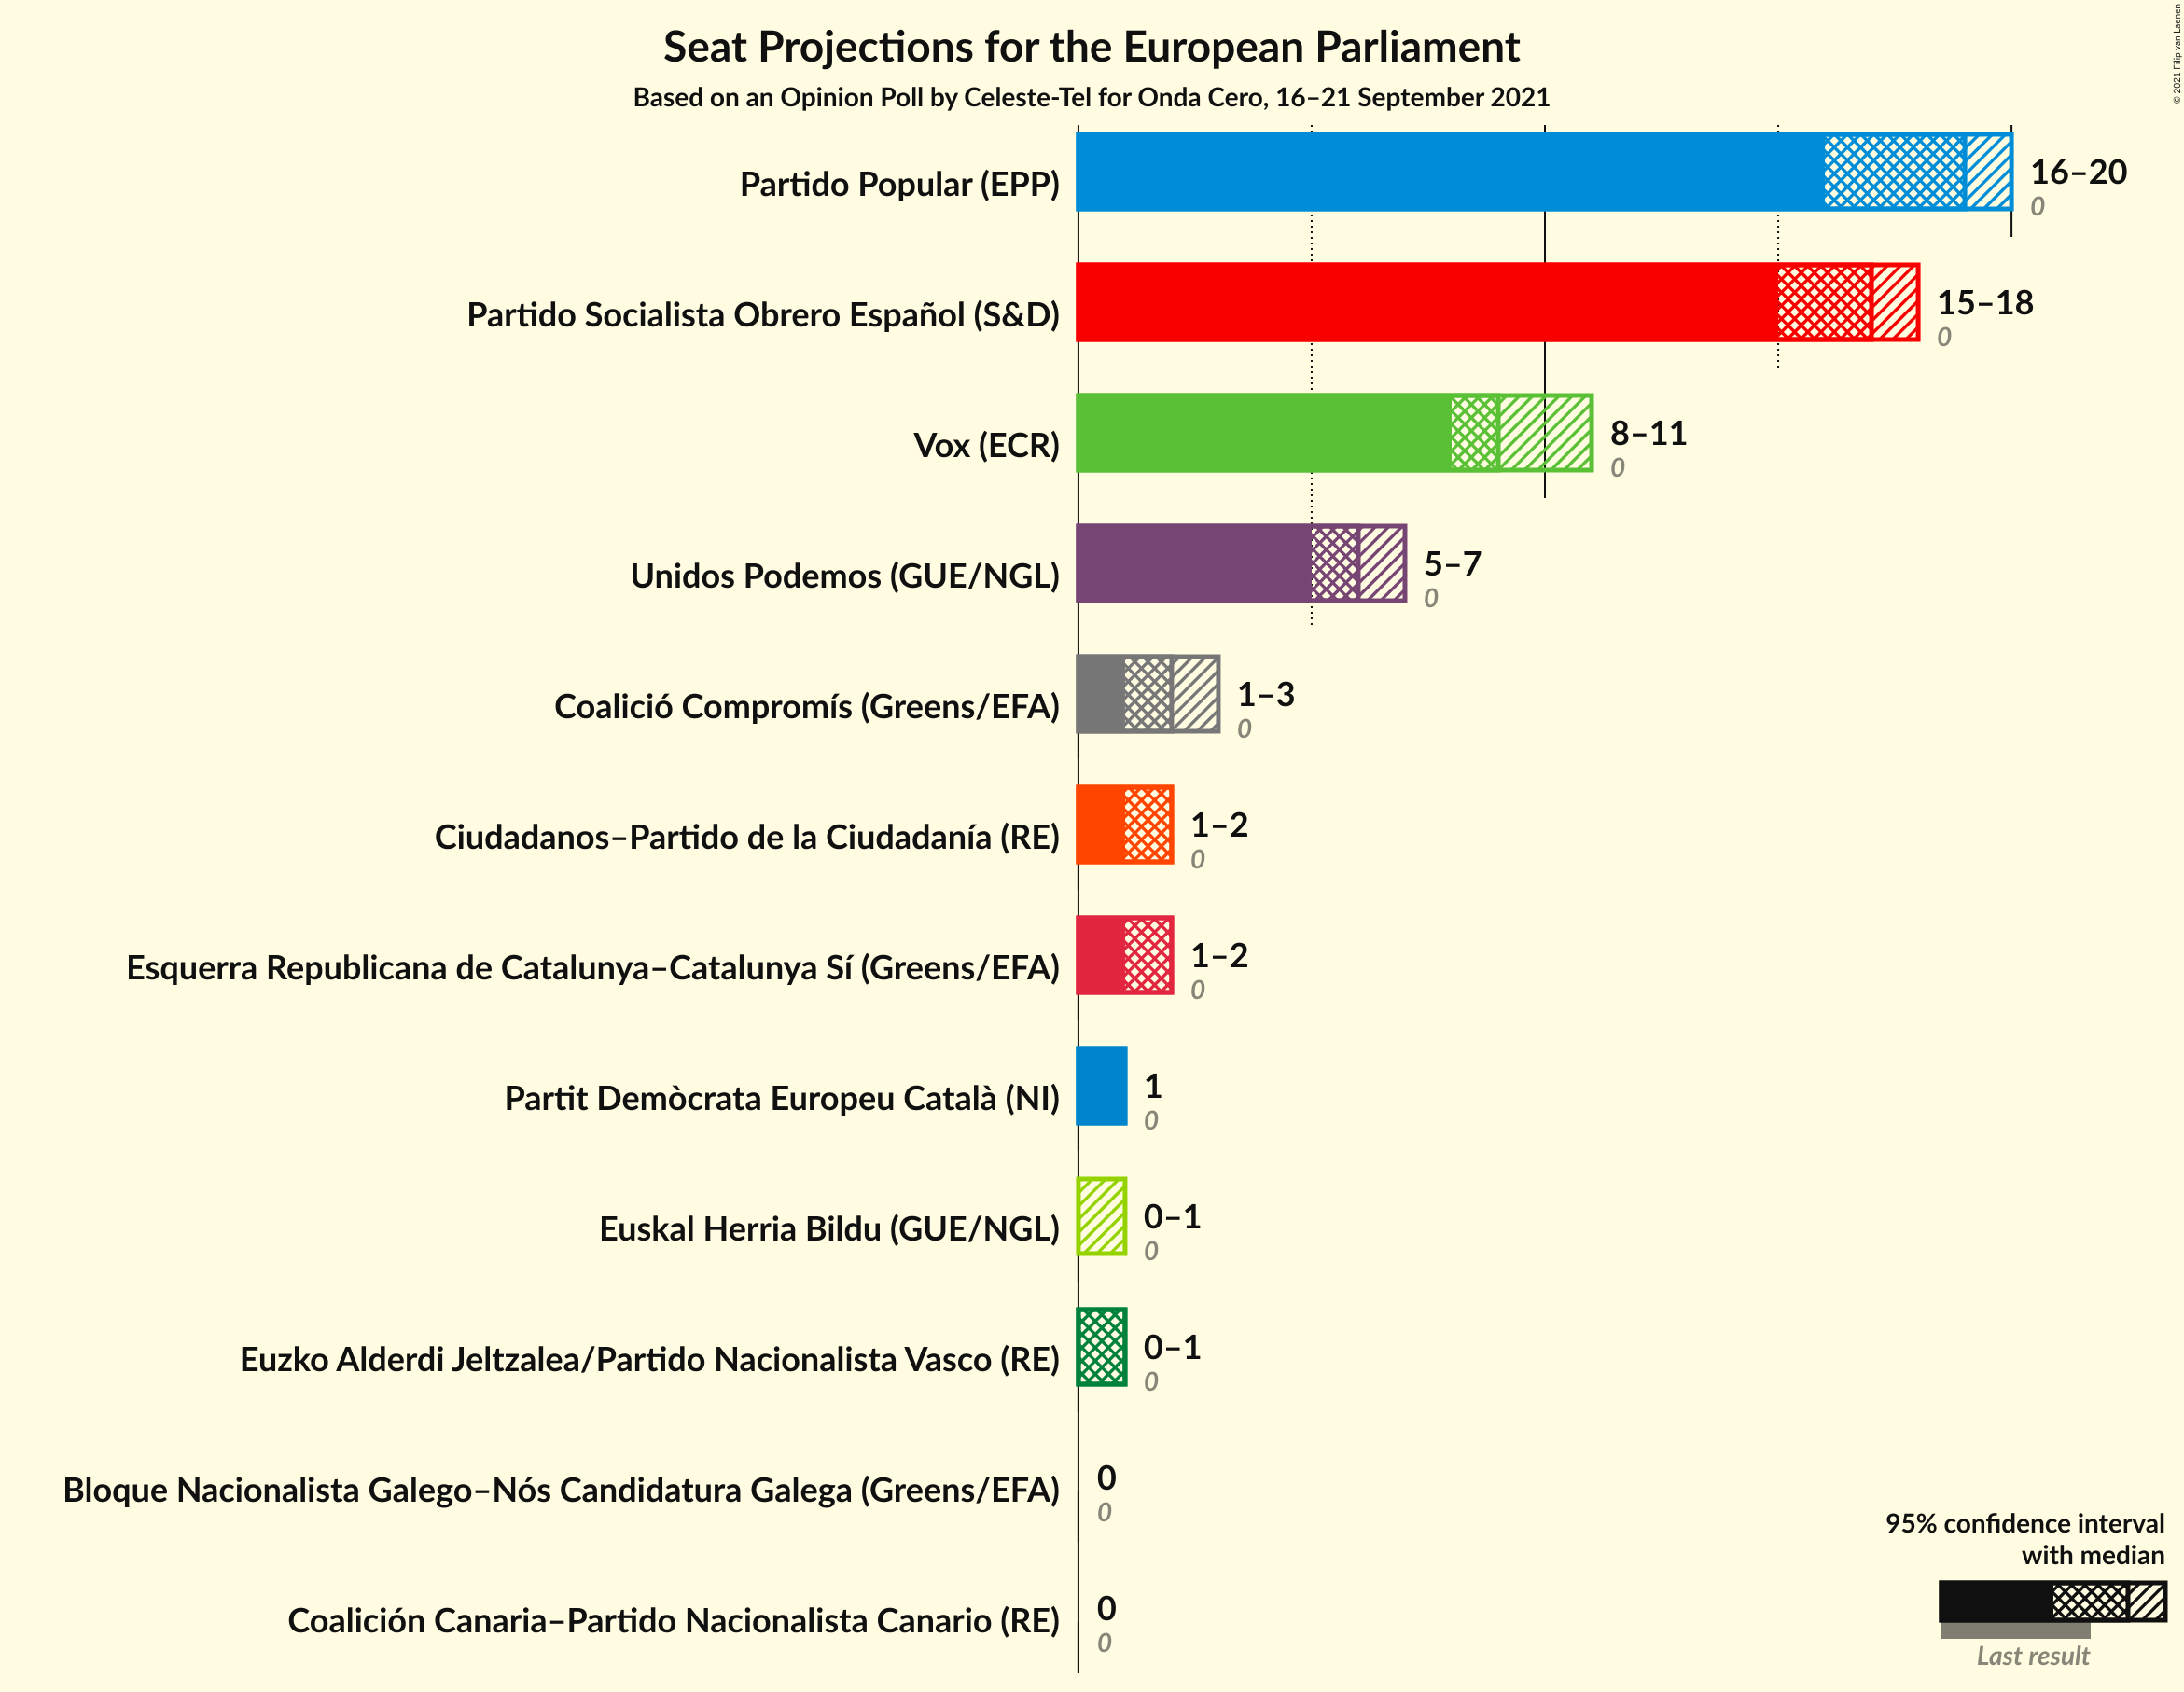 Seat Projections for the European Parliament
Based on an Opinion Poll by Celeste-Tel for Onda Cero, 16–21 September 2021
© 2021 Filip van Laenen
Partido Popular (EPP)
16–20
0
Partido Socialista Obrero Español (S&D)
15–18
0
Vox (ECR)
8–11
0
Unidos Podemos (GUE/NGL)
5–7
0
Coalició Compromís (Greens/EFA)
1–3
0
Ciudadanos–Partido de la Ciudadanía (RE)
1–2
0
Esquerra Republicana de Catalunya–Catalunya Sí (Greens/EFA)
1–2
0
Partit Demòcrata Europeu Català (NI)
1
0
Euskal Herria Bildu (GUE/NGL)
0–1
0
Euzko Alderdi Jeltzalea/Partido Nacionalista Vasco (RE)
0–1
0
Bloque Nacionalista Galego–Nós Candidatura Galega (Greens/EFA)
0
0
Coalición Canaria–Partido Nacionalista Canario (RE)
0
0
95% confidence interval
with median
Last result